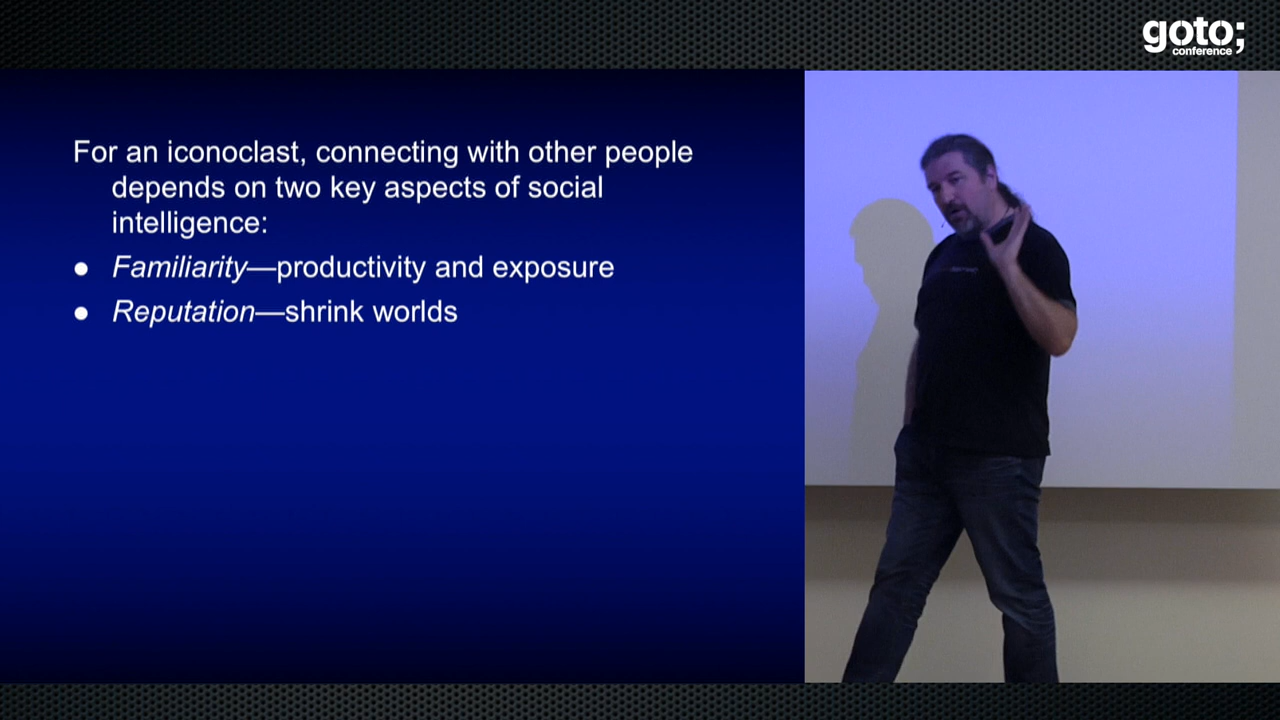 goto;
conference
For an iconoclast, connecting with other people
depends on two key aspects of social
intelligence:
● Familiarity—productivity and exposure
● Reputation—shrink worlds